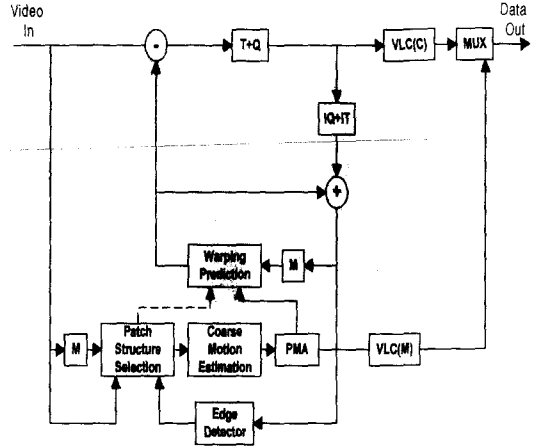 Video
In
Data
Out
-
T+Q
VLC(C)
MUX
IQ+IT
+
Warping
Prediction
M
M
Patch
Structure
Selection
Coarse
Motion
Estimation
PMA
VLC(M)
Edge
Detector